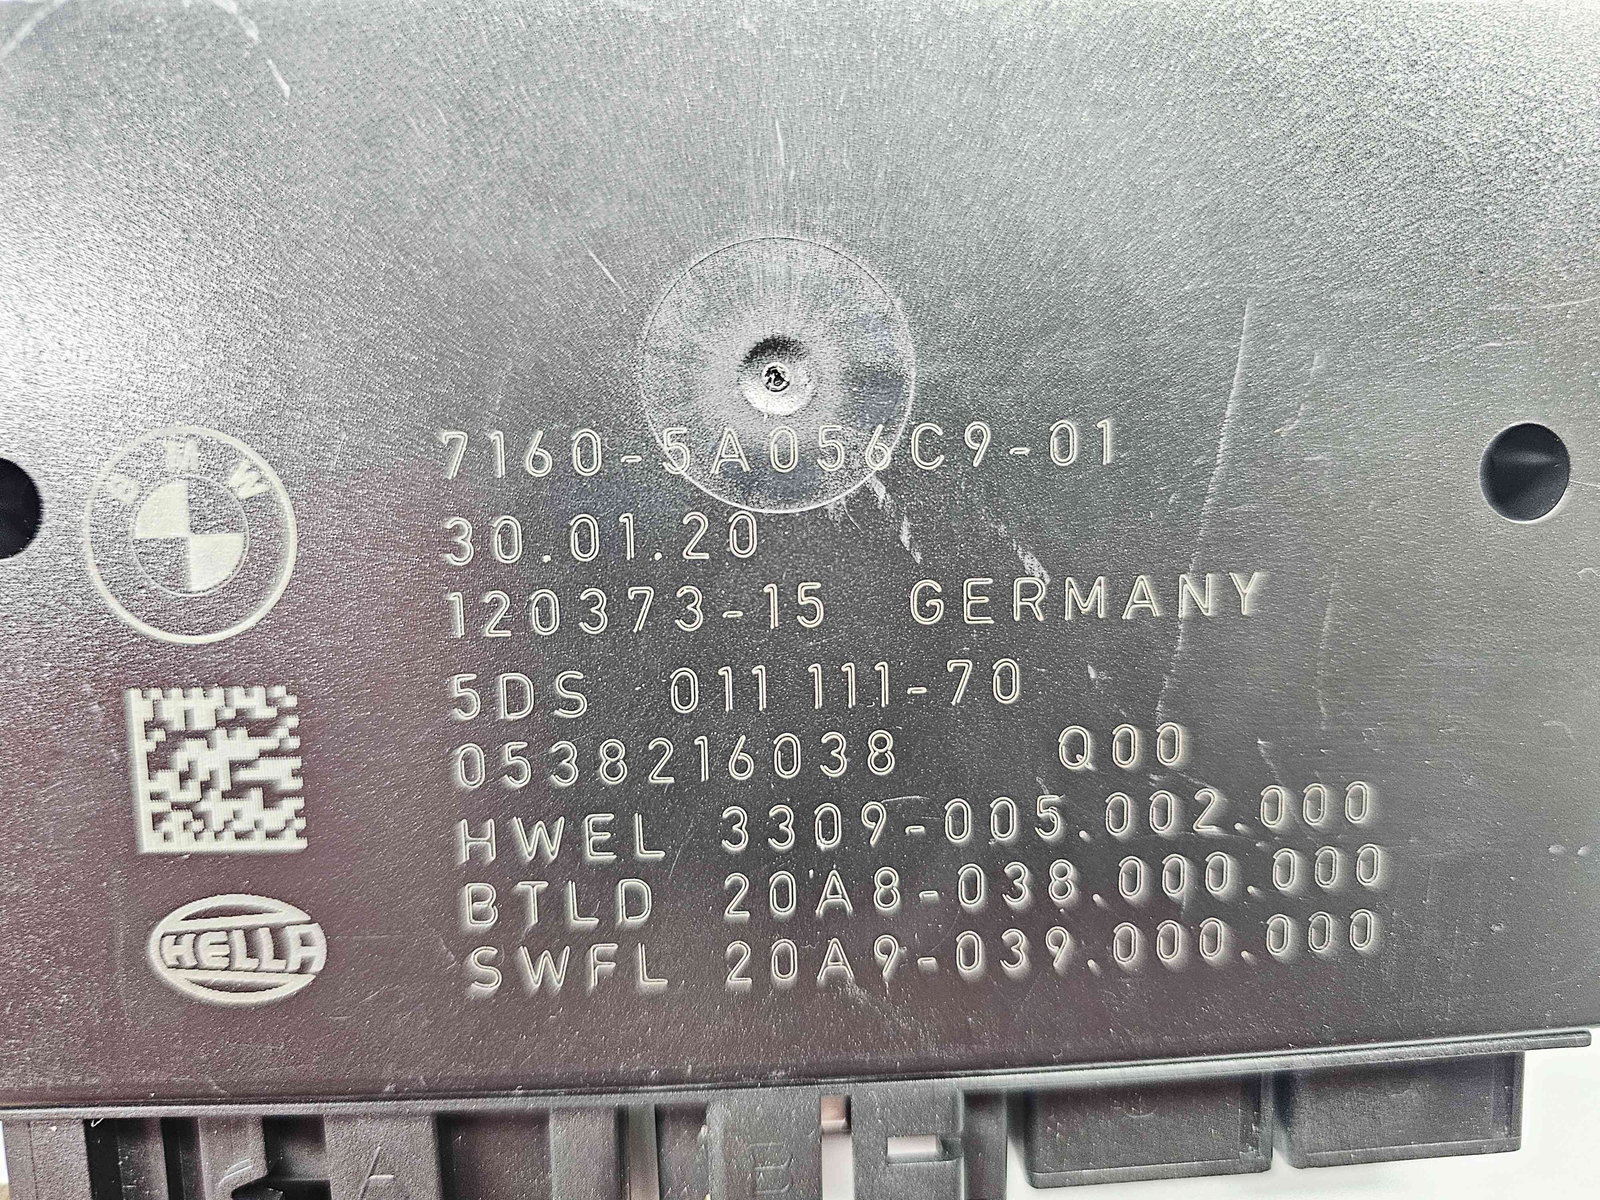 BMW
7160-5A056C9-01
30.01.20
120373-15 GERMANY
5DS 011 111-70
0538216038 Q00
HWEL 3309-005.002.000
BTLD 20A8-038.000.000
SWFL 20A9-039.000.000
HELLA
A
B